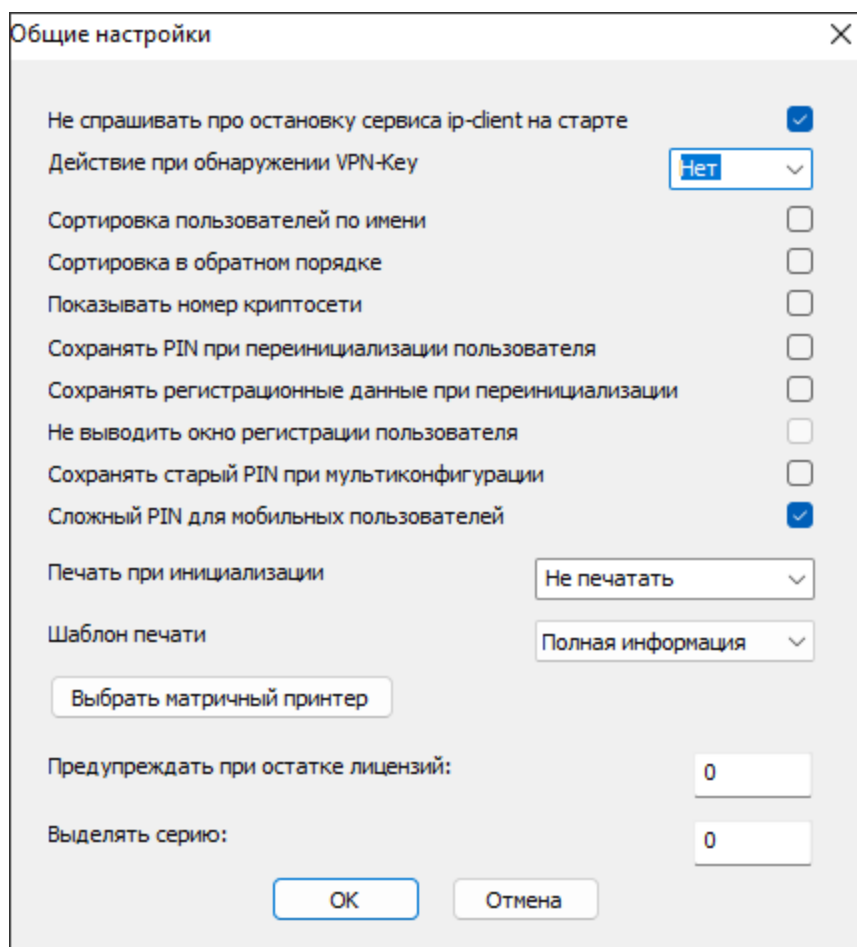 Общие настройки
Не спрашивать про остановку сервиса ip-client на старте
Действие при обнаружении VPN-Key
Нет
Сортировка пользователей по имени
Сортировка в обратном порядке
Показывать номер криптосети
Сохранять PIN при переинициализации пользователя
Сохранять регистрационные данные при переинициализации
Не выводить окно регистрации пользователя
Сохранять старый PIN при мультиконфигурации
Сложный PIN для мобильных пользователей
Печать при инициализации
Не печатать
Шаблон печати
Полная информация
Выбрать матричный принтер
Предупреждать при остатке лицензий:
0
Выделять серию:
0
OK
Отмена